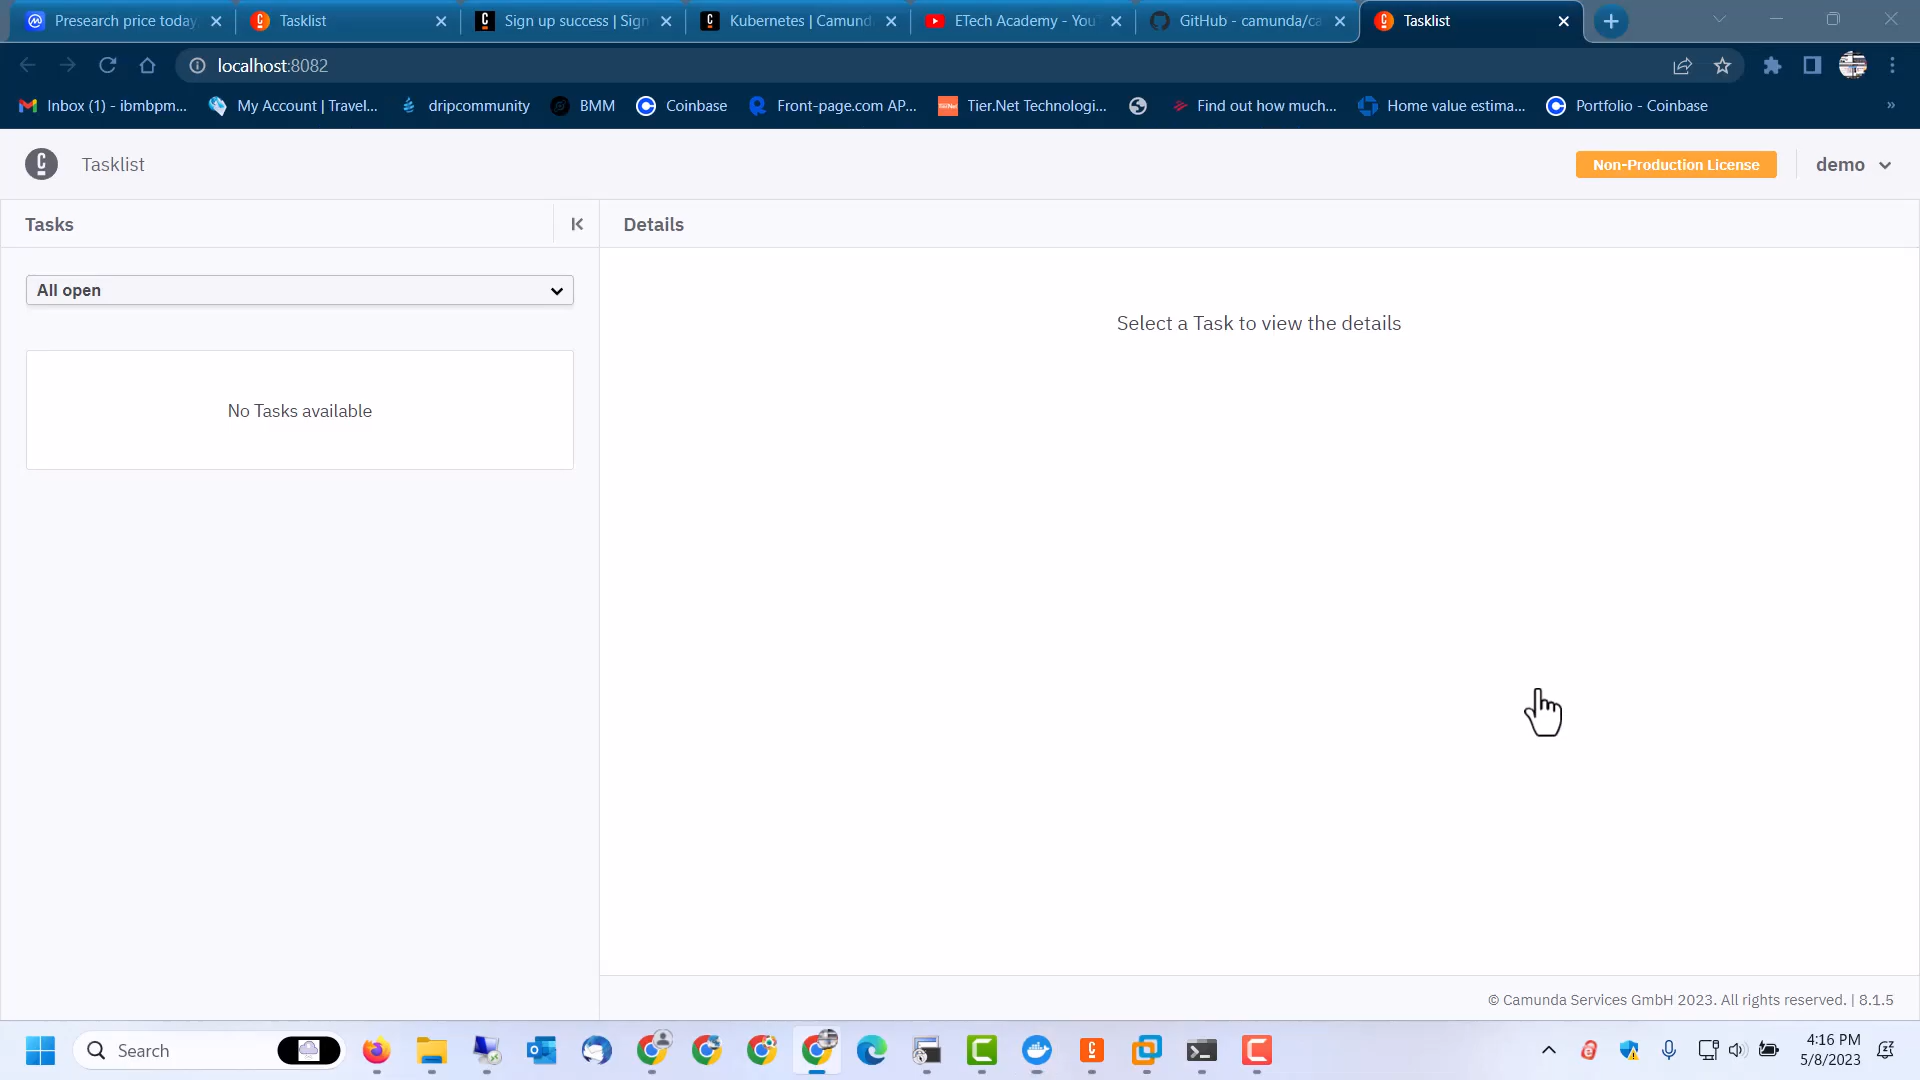 Presearch price today,
Tasklist
Sign up success | Sign
Kubernetes | Camunda
ETech Academy - YouT
GitHub - camunda/ca
Tasklist
localhost:8082
Inbox (1) - ibmbpm...
My Account | Travel...
dripcommunity
BMM
Coinbase
Front-page.com AP...
Tier.Net Technologi...
Find out how much...
Home value estima...
Portfolio - Coinbase
»
Tasklist
Non-Production License
demo
Tasks
Details
All open
Select a Task to view the details
No Tasks available
© Camunda Services GmbH 2023. All rights reserved. | 8.1.5
Search
4:16 PM
5/8/2023